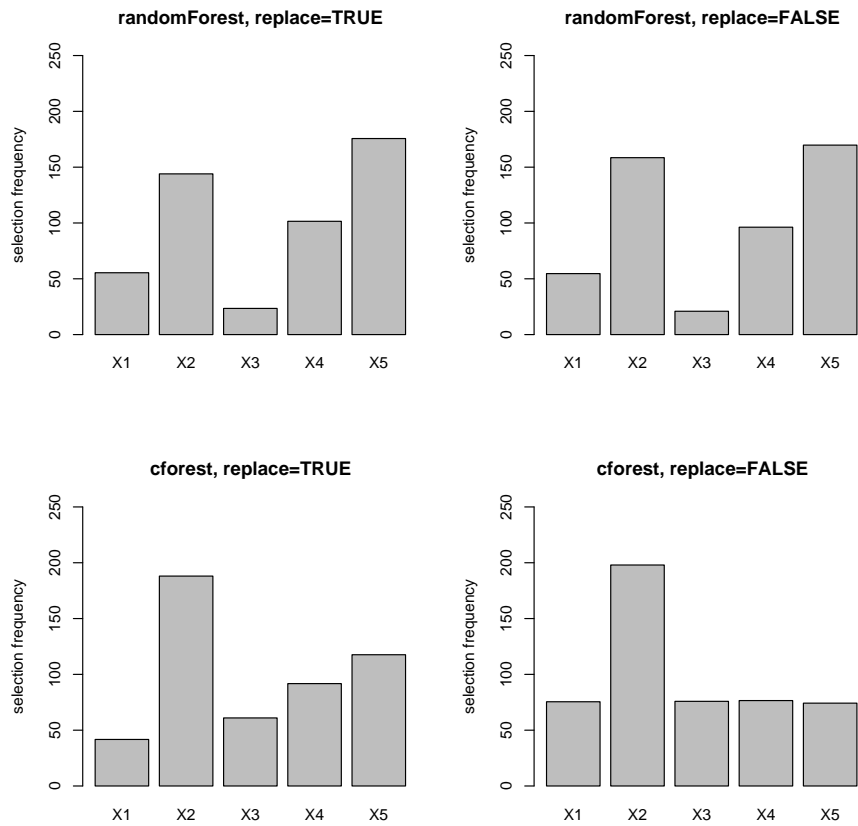 randomForest, replace=TRUE
selection frequency
0 50 100 150 200 250
X1 X2 X3 X4 X5
randomForest, replace=FALSE
selection frequency
0 50 100 150 200 250
X1 X2 X3 X4 X5
cforest, replace=TRUE
selection frequency
0 50 100 150 200 250
X1 X2 X3 X4 X5
cforest, replace=FALSE
selection frequency
0 50 100 150 200 250
X1 X2 X3 X4 X5